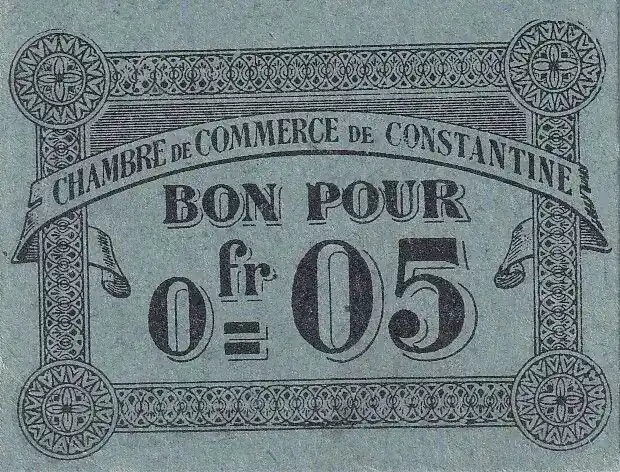 CHAMBRE DE COMMERCE DE CONSTANTINE
BON POUR
0 fr = 05